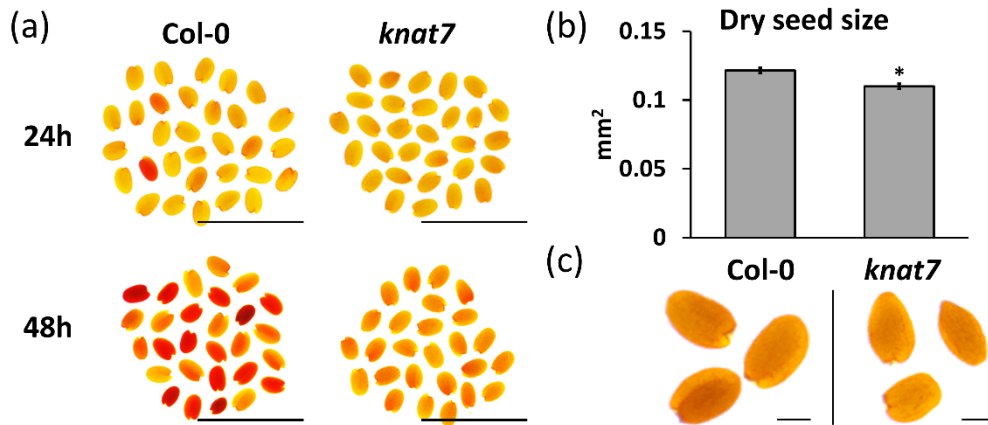 (a)
Col-0
knat7
24h
48h
(b)
Dry seed size
0.15
0.1
0.05
0
mm²
*
(c)
Col-0
knat7